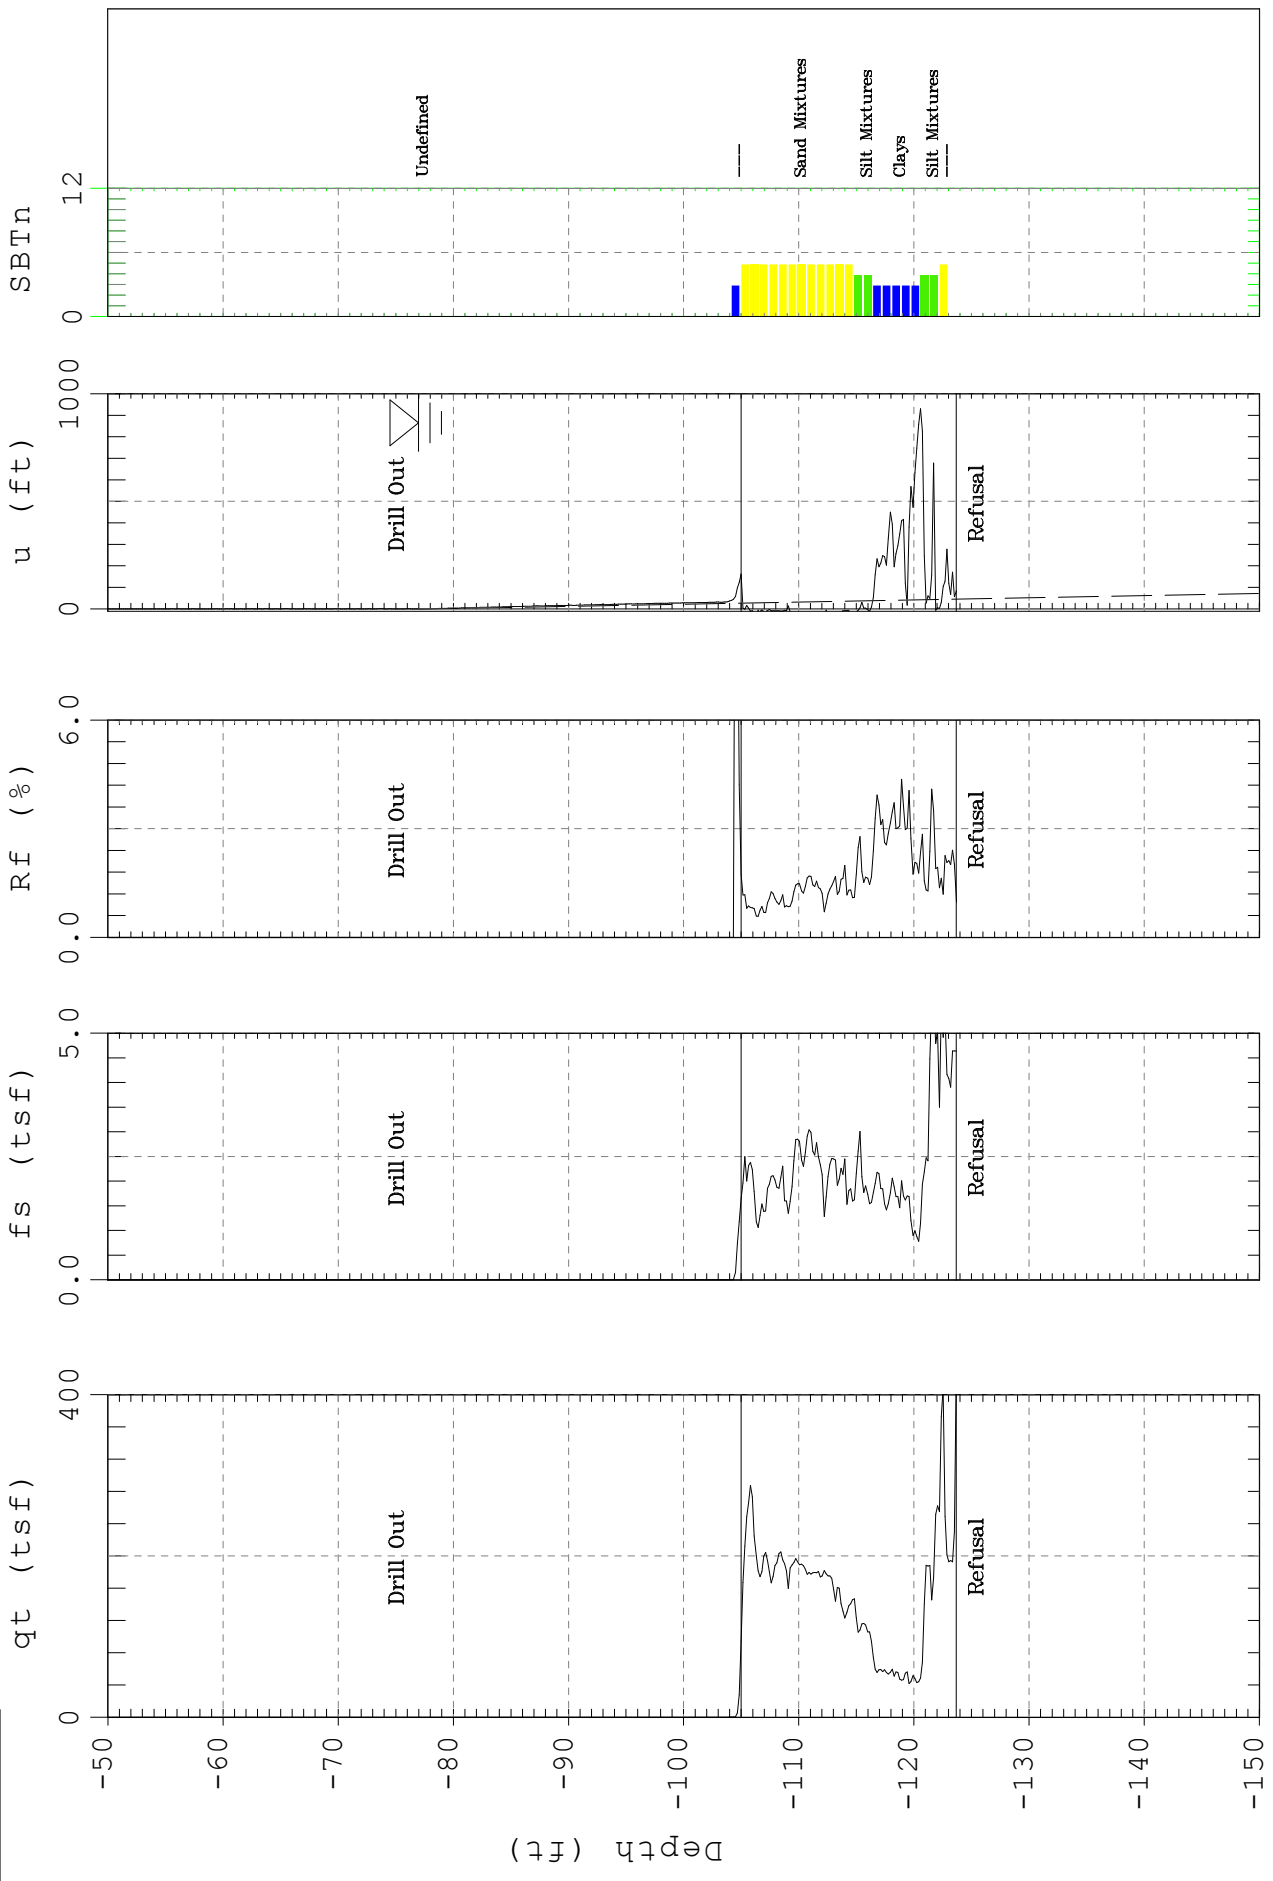 qt (tsf)
fs (tsf)
Rf (%)
u (ft)
SBTn
0
400
0.0
5.0
0.0
6.0
0
1000
0
12
-50
-60
-70
-80
-90
-100
-110
-120
-130
-140
-150
Depth (ft)
Drill Out
Drill Out
Drill Out
Drill Out
Undefined
Sand Mixtures
Silt Mixtures
Clays
Silt Mixtures
Refusal
Refusal
Refusal
Refusal